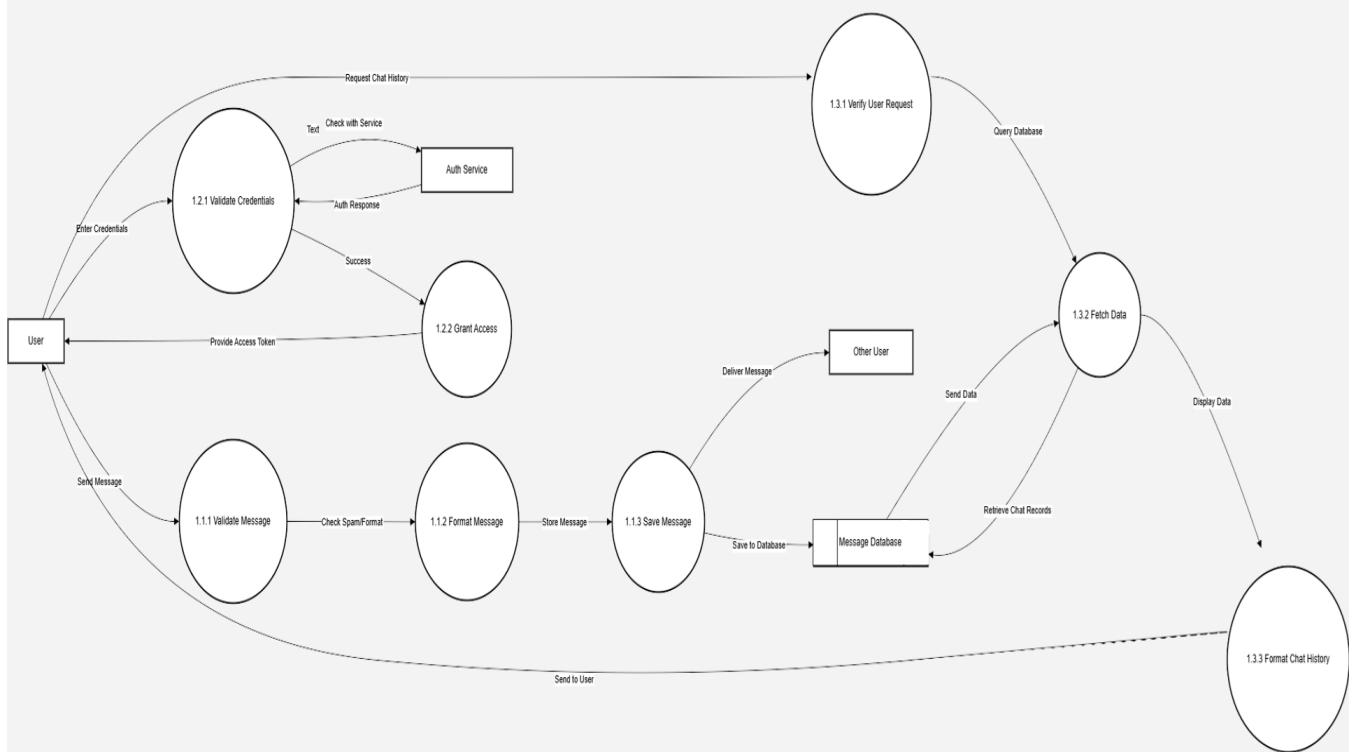 Request Chat History
1.3.1 Verify User Request
Text
Check with Service
Query Database
Auth Service
1.2.1 Validate Credentials
Auth Response
Enter Credentials
Success
1.2.2 Grant Access
1.3.2 Fetch Data
User
Provide Access Token
Other User
Deliver Message
Send Data
Display Data
Send Message
1.1.1 Validate Message
Check Spam/Format
1.1.2 Format Message
Store Message
1.1.3 Save Message
Retrieve Chat Records
Save to Database
Message Database
1.3.3 Format Chat History
Send to User